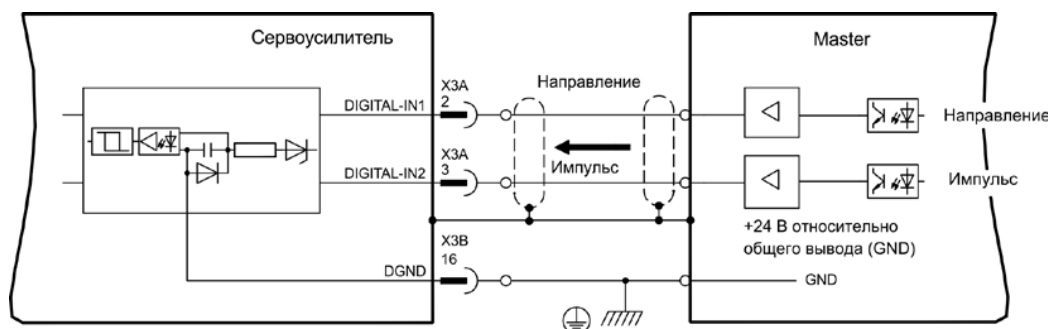 Сервоусилитель
Master
DIGITAL-IN1
X3A
2
Направление
Направление
DIGITAL-IN2
X3A
3
Импульс
Импульс
+24 В относительно
общего вывода (GND)
DGND
X3B
16
GND